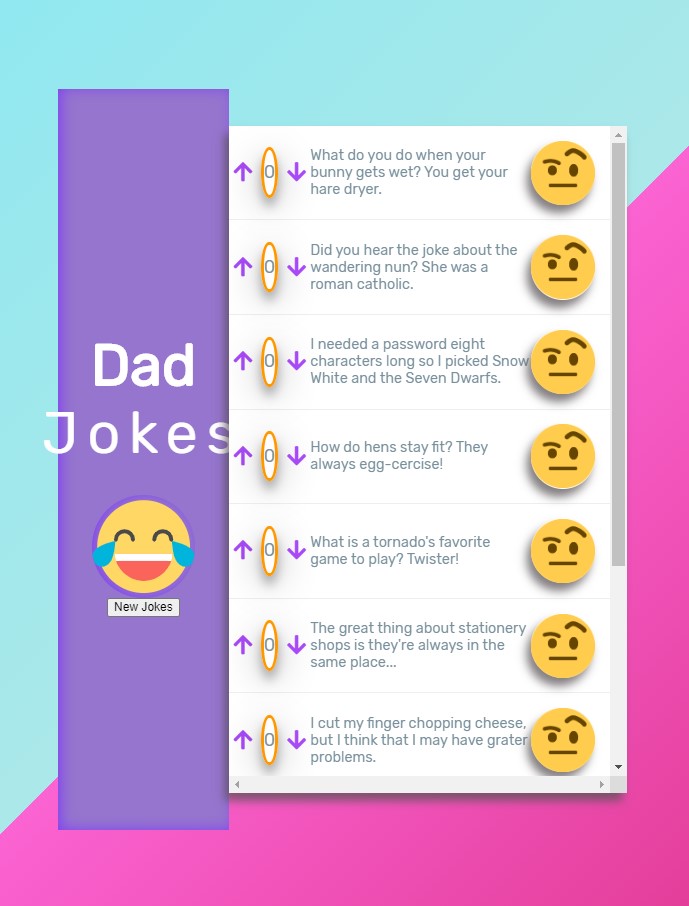 Dad
Jokes
New Jokes
0
What do you do when your
bunny gets wet? You get your
hare dryer.
0
Did you hear the joke about the
wandering nun? She was a
roman catholic.
0
I needed a password eight
characters long so I picked Snow
White and the Seven Dwarfs.
0
How do hens stay fit? They
always egg-cercise!
0
What is a tornado's favorite
game to play? Twister!
0
The great thing about stationery
shops is they're always in the
same place...
0
I cut my finger chopping cheese,
but I think that I may have grater
problems.